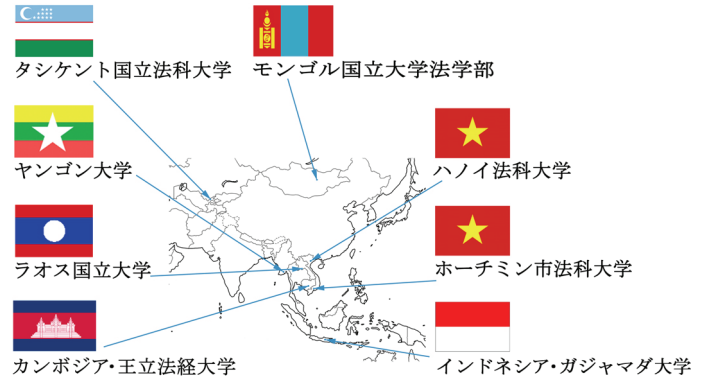 タシケント国立法科大学
モンゴル国立大学法学部
ヤンゴン大学
ハノイ法科大学
ラオス国立大学
ホーチミン市法科大学
カンボジア・王立法経大学
インドネシア・ガジャマダ大学